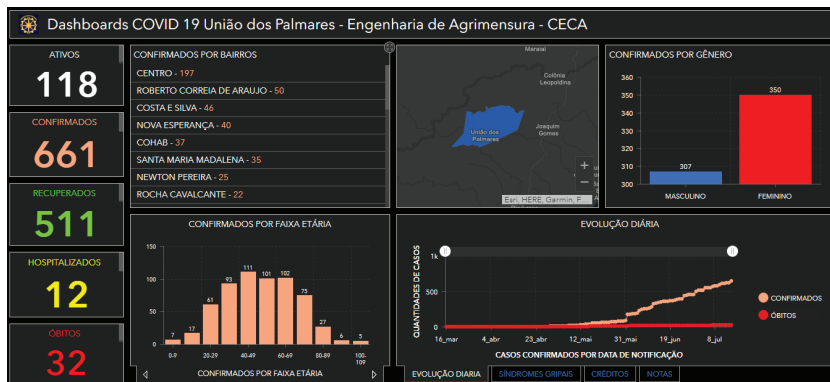 Dashboards COVID 19 União dos Palmares - Engenharia de Agrimensura - CECA
ATIVOS
118
CONFIRMADOS
661
RECUPERADOS
511
HOSPITALIZADOS
12
ÓBITOS
32
CONFIRMADOS POR BAIRROS
CENTRO - 197
ROBERTO CORREIA DE ARAUJO - 50
COSTA E SILVA - 46
NOVA ESPERANÇA - 40
COHAB - 37
SANTA MARIA MADALENA - 35
NEWTON PEREIRA - 25
ROCHA CAVALCANTE - 22
Maraial
Colônia
Leopoldina
União dos
Palmares
Joaquim
Gomes
+
−
Esri, HERE, Garmin, F...
CONFIRMADOS POR GÊNERO
360
350
340
330
320
310
300
307
350
MASCULINO
FEMININO
CONFIRMADOS POR FAIXA ETÁRIA
150
100
50
0
7
17
61
93
111
101
102
75
27
6
5
0-9
20-29
40-49
60-69
80-89
100-
109
CONFIRMADOS POR FAIXA ETÁRIA
EVOLUÇÃO DIÁRIA
QUANTIDADES DE CASOS
1k
500
0
16_mar
4_abr
23_abr
12_mai
31_mai
19_jun
8_jul
CONFIRMADOS
ÓBITOS
CASOS CONFIRMADOS POR DATA DE NOTIFICAÇÃO
EVOLUÇÃO DIARIA
SÍNDROMES GRIPAIS
CRÉDITOS
NOTAS